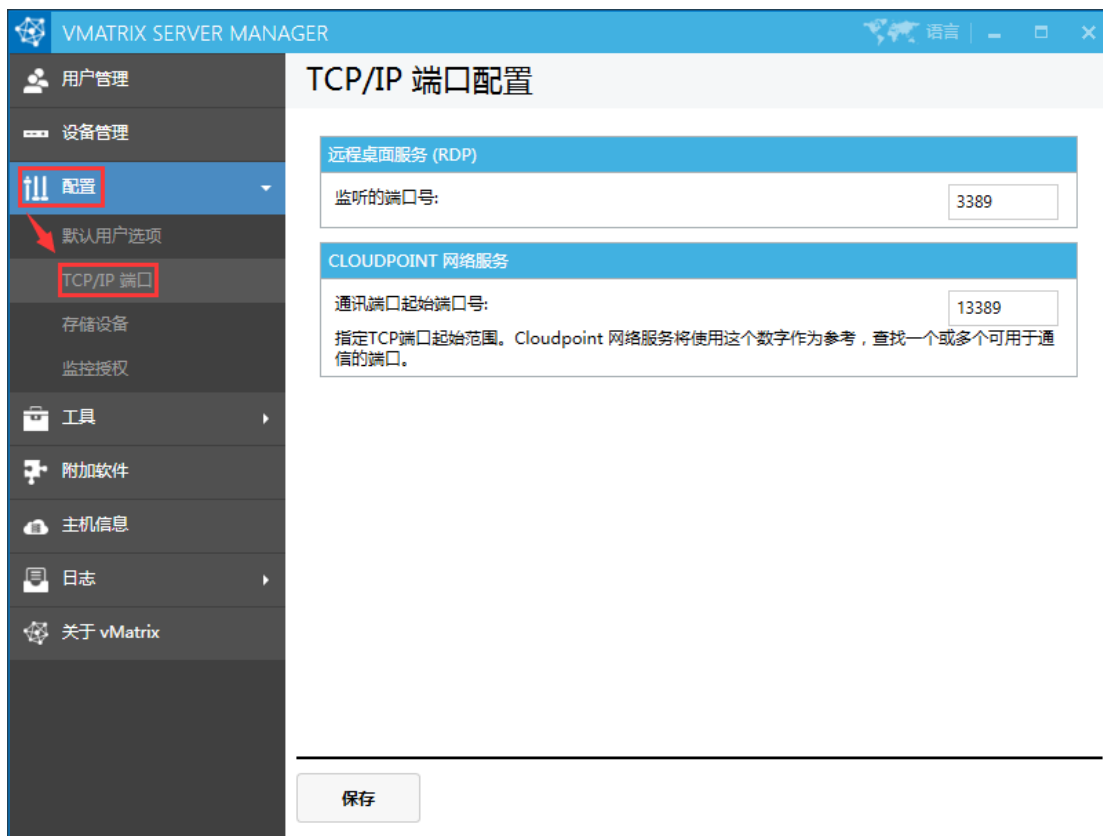 VMATRIX SERVER MANAGER
语言
用户管理
设备管理
配置
默认用户选项
TCP/IP 端口
存储设备
监控授权
工具
附加软件
主机信息
日志
关于 vMatrix
TCP/IP 端口配置
远程桌面服务 (RDP)
监听的端口号:
3389
CLOUDPOINT 网络服务
通讯端口起始端口号:
13389
指定TCP端口起始范围。Cloudpoint 网络服务将使用这个数字作为参考，查找一个或多个可用于通
信的端口。
保存